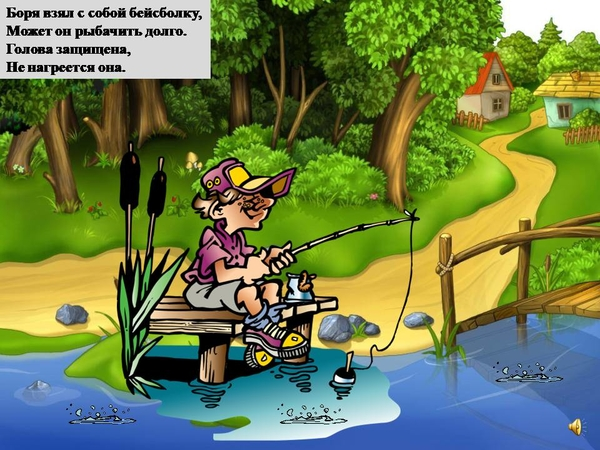 Боря взял с собой бейсболку,
Может он рыбачить долго.
Голова защищена,
Не нагреется она.